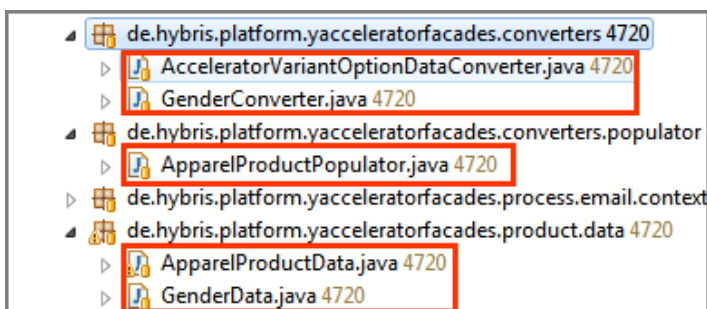 de.hybris.platform.yacceleratorfacades.converters 4720
AcceleratorVariantOptionDataConverter.java 4720
GenderConverter.java 4720
de.hybris.platform.yacceleratorfacades.converters.populator
ApparelProductPopulator.java 4720
de.hybris.platform.yacceleratorfacades.process.email.context
de.hybris.platform.yacceleratorfacades.product.data 4720
ApparelProductData.java 4720
GenderData.java 4720